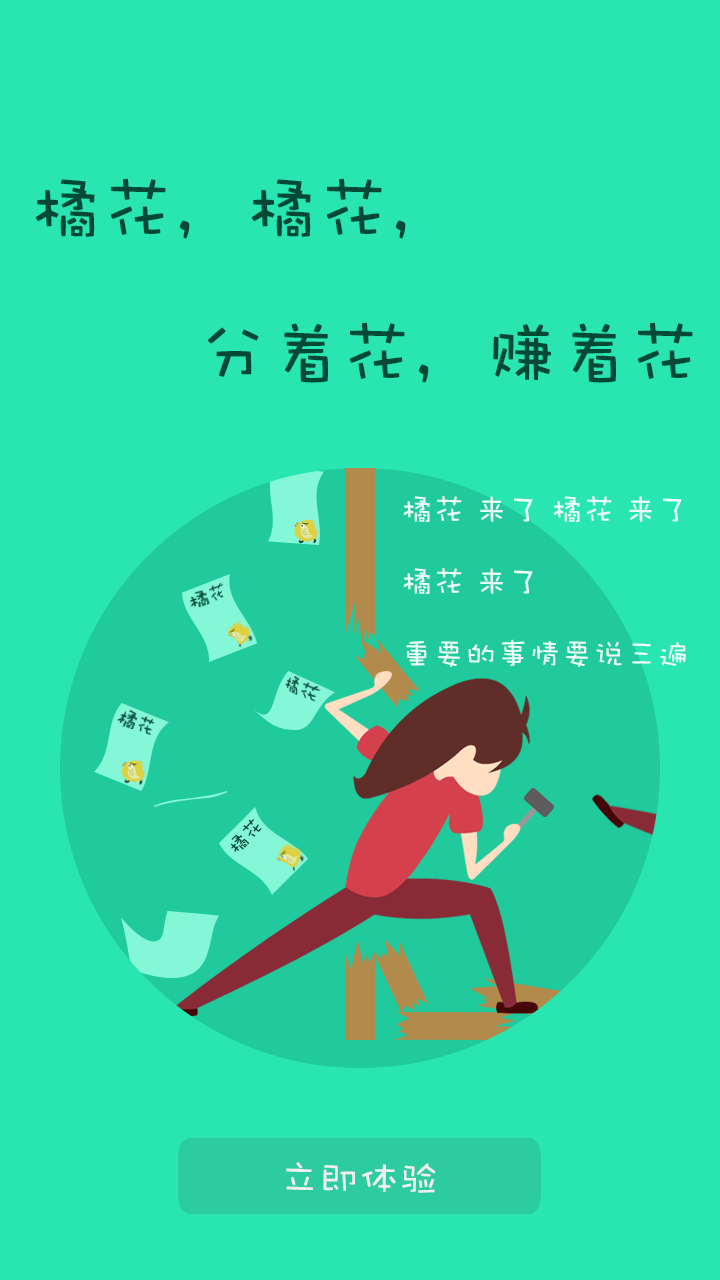 橘花，橘花，
分着花，赚着花
橘花 来了 橘花 来了
橘花 来了
重要的事情要说三遍
橘花
橘花
橘花
橘花
立即体验